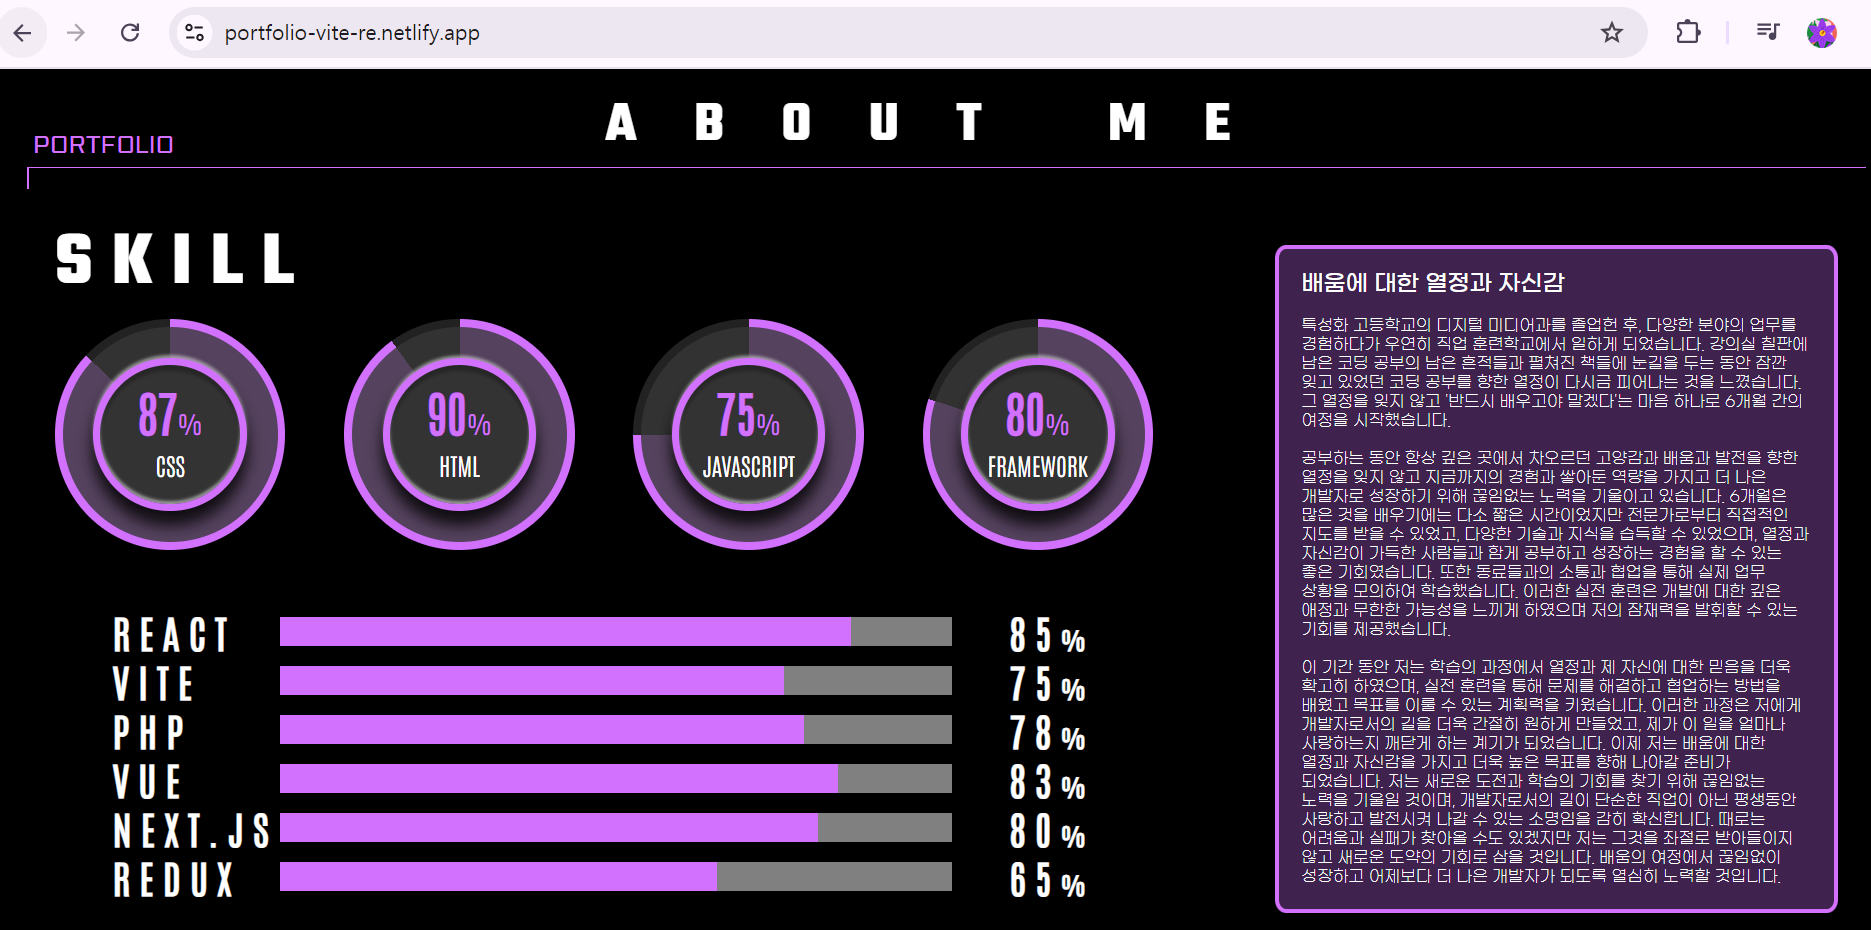 portfolio-vite-re.netlify.app
ABOUT ME
PORTFOLIO
SKILL
87%
CSS
90%
HTML
75%
JAVASCRIPT
80%
FRAMEWORK
REACT 85%
VITE 75%
PHP 78%
VUE 83%
NEXT.JS 80%
REDUX 65%
배움에 대한 열정과 자신감
특성화 고등학교의 디지털 미디어과를 졸업헌 후, 다양한 분야의 업무를
경험하다가 우연히 직업 훈련학교에서 일하게 되었습니다. 강의실 칠판에
남은 코딩 공부의 남은 흔적들과 펼쳐진 책들에 눈길을 두는 동안 잠깐
잊고 있었던 코딩 공부를 향한 열정이 다시금 피어나는 것을 느꼈습니다.
그 열정을 잊지 않고 '반드시 배우고야 말겠다'는 마음 하나로 6개월 간의
여정을 시작했습니다.
공부하는 동안 항상 깊은 곳에서 차오르던 고양감과 배움과 발전을 향한
열정을 잊지 않고 지금까지의 경험과 쌓아둔 역량을 가지고 더 나은
개발자로 성장하기 위해 끊임없는 노력을 기울이고 있습니다. 6개월은
많은 것을 배우기에는 다소 짧은 시간이었지만 전문가로부터 직접적인
지도를 받을 수 있었고, 다양한 기술과 지식을 습득할 수 있었으며, 열정과
자신감이 가득한 사람들과 함께 공부하고 성장하는 경험을 할 수 있는
좋은 기회였습니다. 또한 동료들과의 소통과 협업을 통해 실제 업무
상황을 모의하여 학습했습니다. 이러한 실전 훈련은 개발에 대한 깊은
애정과 무한한 가능성을 느끼게 하였으며 저의 잠재력을 발휘할 수 있는
기회를 제공했습니다.
이 기간 동안 저는 학습의 과정에서 열정과 제 자신에 대한 믿음을 더욱
확고히 하였으며, 실전 훈련을 통해 문제를 해결하고 협업하는 방법을
배웠고 목표를 이룰 수 있는 계획력을 키웠습니다. 이러한 과정은 저에게
개발자로서의 길을 더욱 간절히 원하게 만들었고, 제가 이 일을 얼마나
사랑하는지 깨닫게 하는 계기가 되었습니다. 이제 저는 배움에 대한
열정과 자신감을 가지고 더욱 높은 목표를 향해 나아갈 준비가
되었습니다. 저는 새로운 도전과 학습의 기회를 찾기 위해 끊임없는
노력을 기울일 것이며, 개발자로서의 길이 단순한 직업이 아닌 평생동안
사랑하고 발전시켜 나갈 수 있는 소명임을 감히 확신합니다. 때로는
어려움과 실패가 찾아올 수도 있겠지만 저는 그것을 좌절로 받아들이지
않고 새로운 도약의 기회로 삼을 것입니다. 배움의 여정에서 끊임없이
성장하고 어제보다 더 나은 개발자가 되도록 열심히 노력할 것입니다.